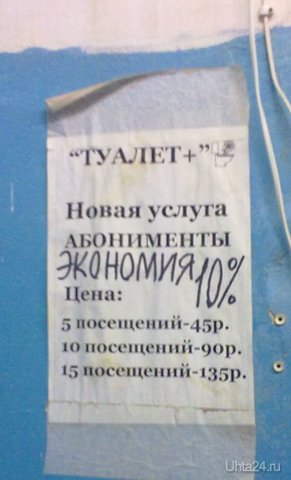 “ТУАЛЕТ+”
Новая услуга
АБОНИМЕНТЫ
ЭКОНОМИЯ 10%
Цена:
5 посещений-45р.
10 посещений-90р.
15 посещений-135р.
Uhta24.ru